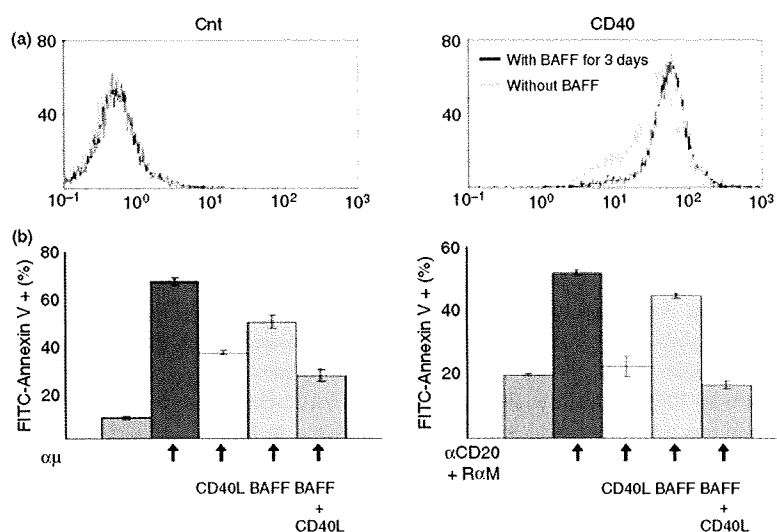 Cnt
CD40
(a)
80
40
10⁻¹ 10⁰ 10¹ 10² 10³
80
40
With BAFF for 3 days
Without BAFF
10⁻¹ 10⁰ 10¹ 10² 10³
(b)
FITC-Annexin V + (%)
80
60
40
20
αμ
CD40L BAFF BAFF
+
CD40L
FITC-Annexin V + (%)
60
40
20
αCD20
+ RαM
CD40L BAFF BAFF
+
CD40L